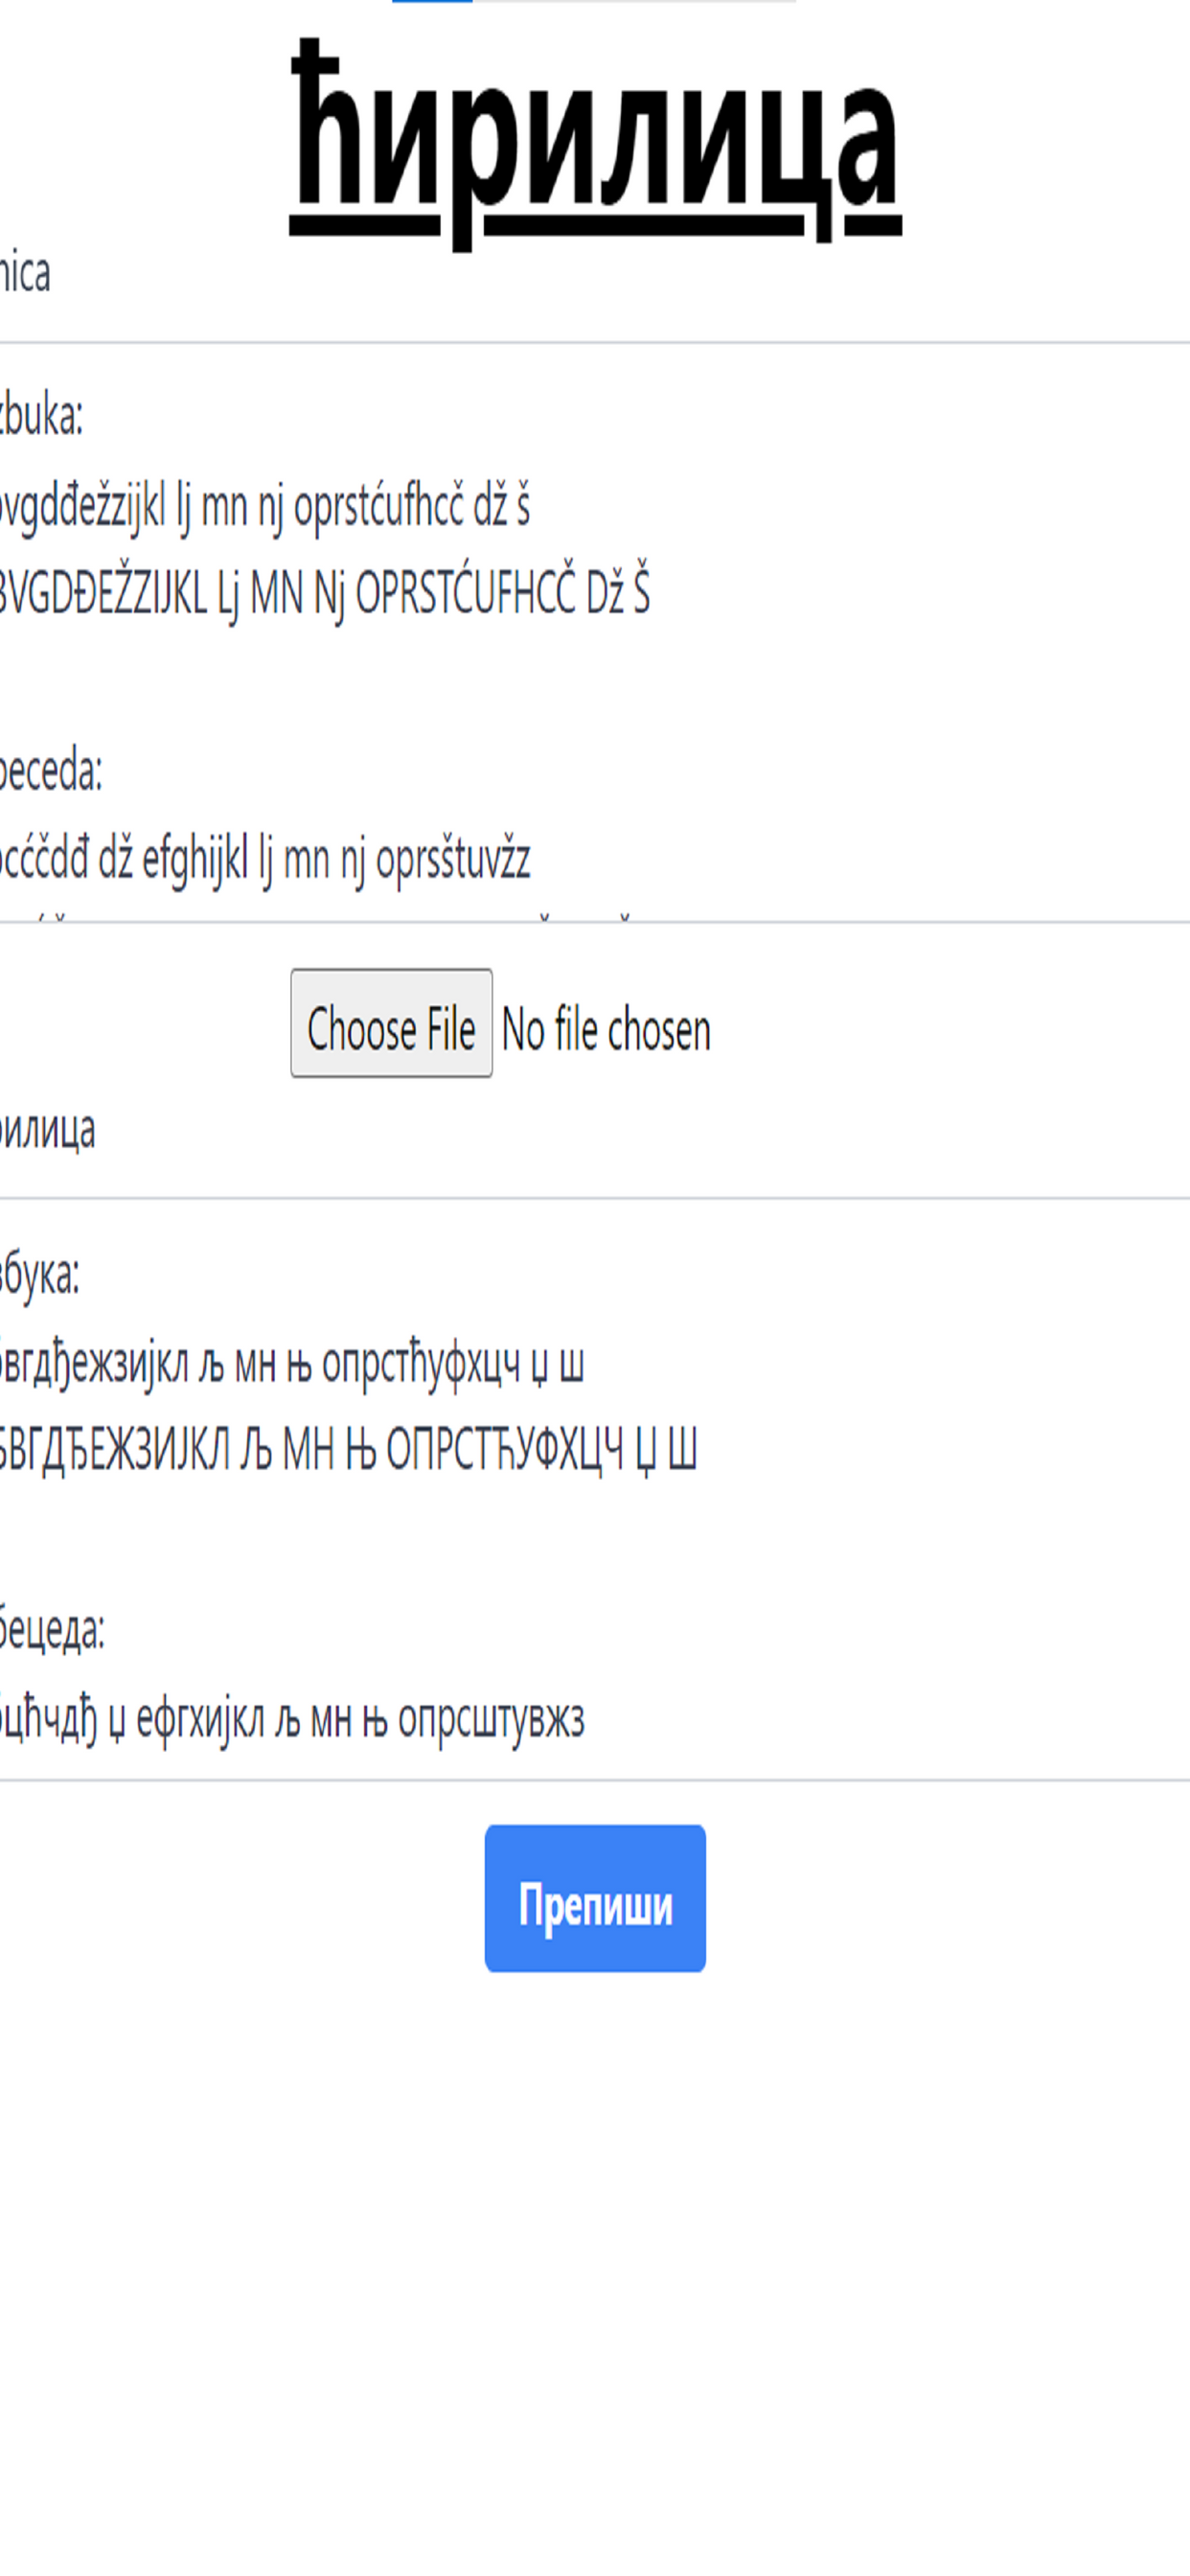 ћирилица
nica
zbuka:
vgdđežzijkl lj mn nj oprstćufhcč dž š
BVGDĐEŽZIJKL Lj MN Nj OPRSTĆUFHCČ Dž Š
beceda:
cćčdđ dž efghijkl lj mn nj oprsštuvžz
Choose File No file chosen
рилица
збука:
бвгдђежзијкл љ мн њ опрстћуфхцч џ ш
БВГДЂЕЖЗИЈКЛ Љ МН Њ ОПРСТЋУФХЦЧ Џ Ш
бецеда:
бцћчдђ џ ефгхијкл љ мн њ опрсштувжз
Препиши